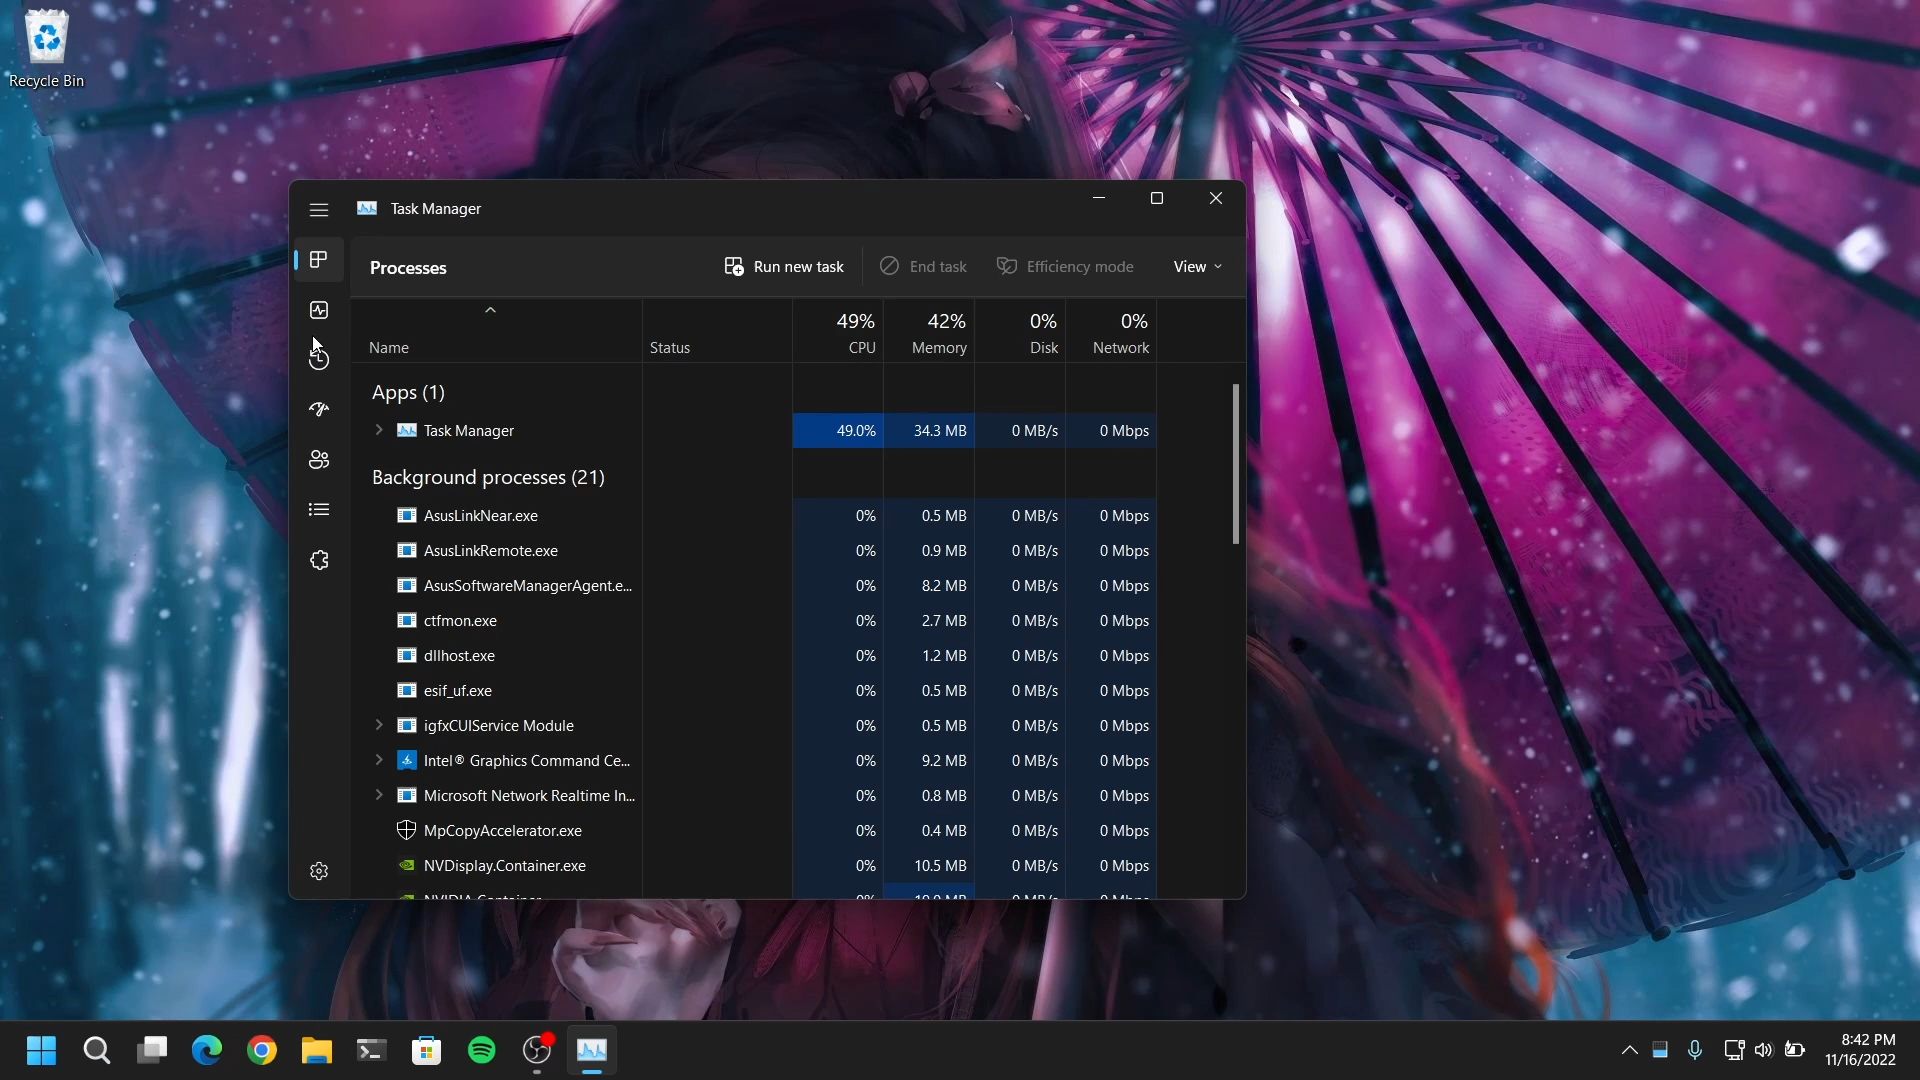 Recycle Bin
Task Manager
Processes
Run new task
End task
Efficiency mode
View
49% 42% 0% 0%
Name Status CPU Memory Disk Network
Apps (1)
Task Manager 49.0% 34.3 MB 0 MB/s 0 Mbps
Background processes (21)
AsusLinkNear.exe 0% 0.5 MB 0 MB/s 0 Mbps
AsusLinkRemote.exe 0% 0.9 MB 0 MB/s 0 Mbps
AsusSoftwareManagerAgent.e... 0% 8.2 MB 0 MB/s 0 Mbps
ctfmon.exe 0% 2.7 MB 0 MB/s 0 Mbps
dllhost.exe 0% 1.2 MB 0 MB/s 0 Mbps
esif_uf.exe 0% 0.5 MB 0 MB/s 0 Mbps
igfxCUIService Module 0% 0.5 MB 0 MB/s 0 Mbps
Intel® Graphics Command Ce... 0% 9.2 MB 0 MB/s 0 Mbps
Microsoft Network Realtime In... 0% 0.8 MB 0 MB/s 0 Mbps
MpCopyAccelerator.exe 0% 0.4 MB 0 MB/s 0 Mbps
NVDisplay.Container.exe 0% 10.5 MB 0 MB/s 0 Mbps
NVIDIA Container 0%
8:42 PM
11/16/2022